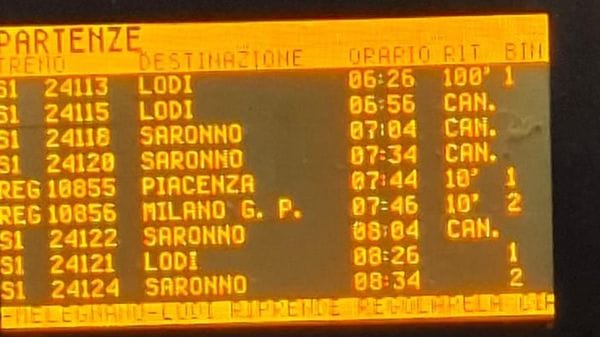 PARTENZE
TRENO DESTINAZIONE ORARIO RIT BIN
S1 24113 LODI 06:26 100' 1
S1 24115 LODI 06:56 CAN.
S1 24118 SARONNO 07:04 CAN.
S1 24120 SARONNO 07:34 CAN.
REG 10855 PIACENZA 07:44 10' 1
REG 10856 MILANO G. P. 07:46 10' 2
S1 24122 SARONNO 08:04 CAN.
S1 24121 LODI 08:26 1
S1 24124 SARONNO 08:34 2
-MELEGNANO-LODI RIPRENDE